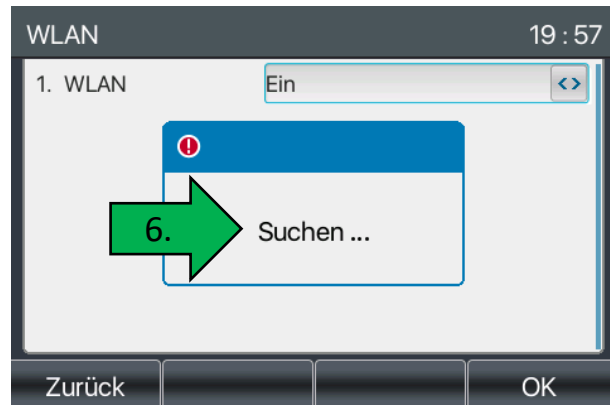 WLAN 19 : 57
1. WLAN Ein <>
6. Suchen ...
Zurück OK